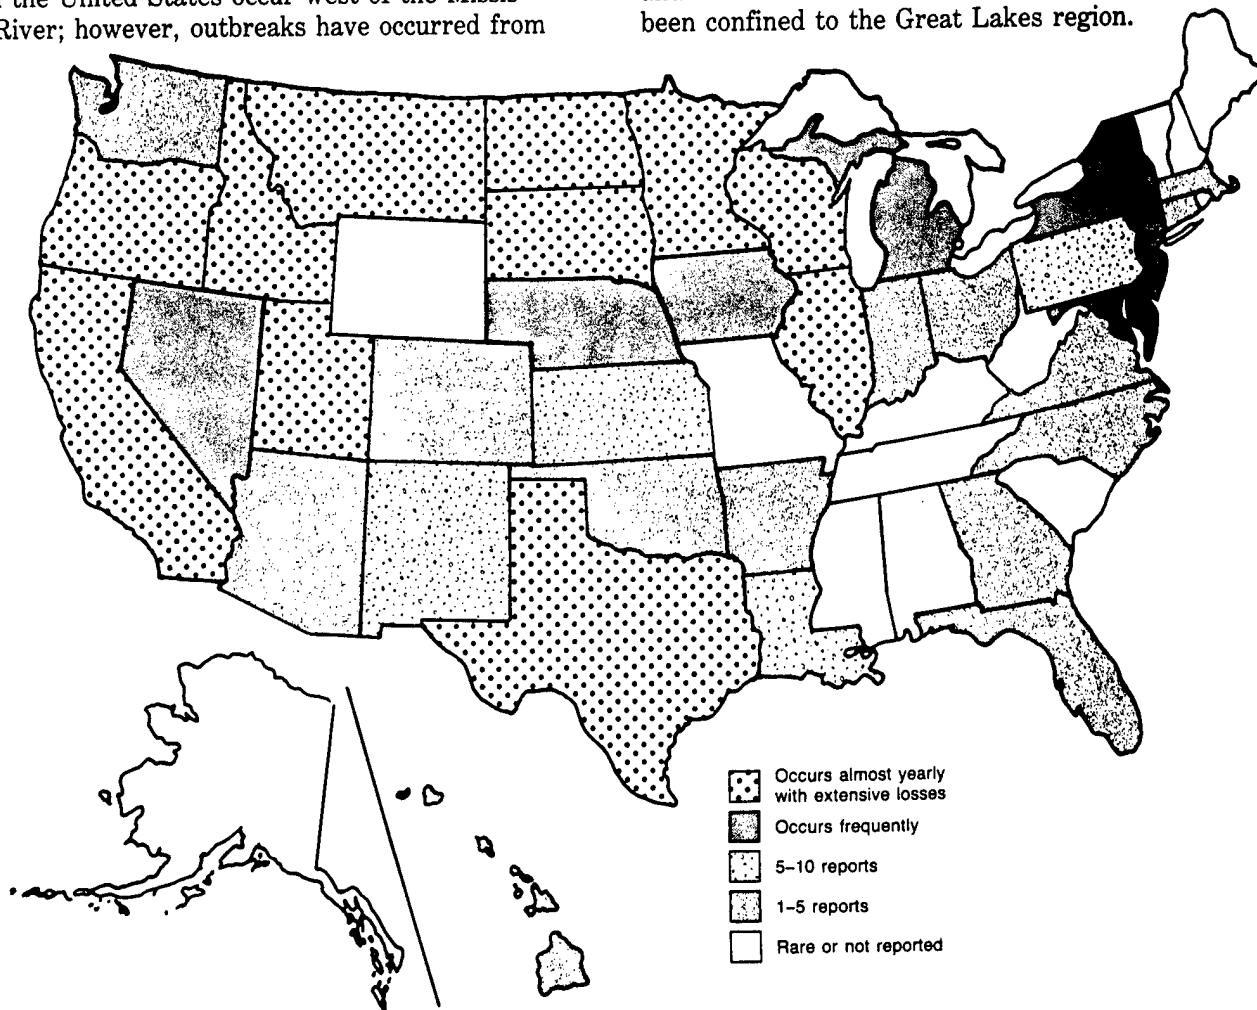 the United States occur west of the Missis-
River; however, outbreaks have occurred from
been confined to the Great Lakes region.
Occurs almost yearly
with extensive losses
Occurs frequently
5–10 reports
1–5 reports
Rare or not reported